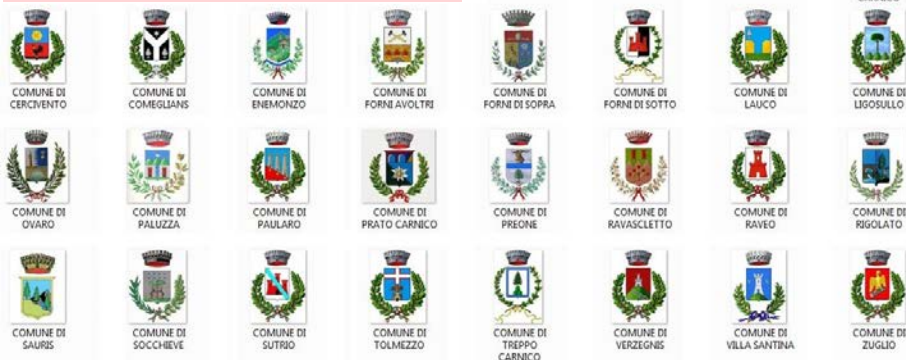 COMUNE DI
CERCIVENTO
COMUNE DI
COMEGLIANS
COMUNE DI
ENEMONZO
COMUNE DI
FORNI AVOLTRI
COMUNE DI
FORNI DI SOPRA
COMUNE DI
FORNI DI SOTTO
COMUNE DI
LAUCO
COMUNE DI
LIGOSULLO
COMUNE DI
OVARO
COMUNE DI
PALUZZA
COMUNE DI
PAULARO
COMUNE DI
PRATO CARNICO
COMUNE DI
PREONE
COMUNE DI
RAVASCLETTO
COMUNE DI
RAVEO
COMUNE DI
RIGOLATO
COMUNE DI
SAURIS
COMUNE DI
SOCCHIEVE
COMUNE DI
SUTRIO
COMUNE DI
TOLMEZZO
COMUNE DI
TREPPO
CARNICO
COMUNE DI
VERZEGNIS
COMUNE DI
VILLA SANTINA
COMUNE DI
ZUGLIO